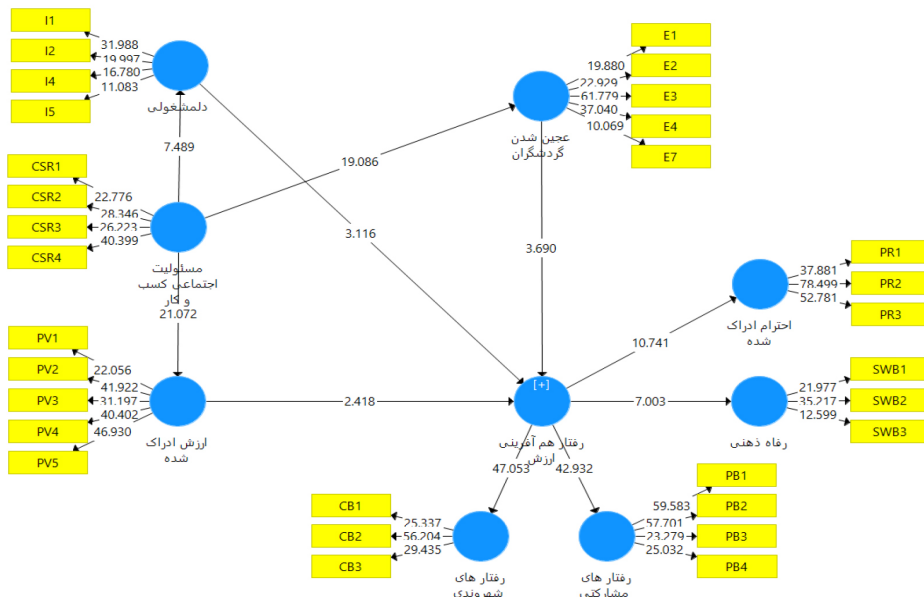 I1
I2
I4
I5
31.988
19.997
16.780
11.083
دلمشغولی
7.489
CSR1
CSR2
CSR3
CSR4
22.776
28.346
26.223
40.399
مسئولیت
اجتماعی کسب
و کار
21.072
PV1
PV2
PV3
PV4
PV5
22.056
41.922
31.197
40.402
46.930
ارزش ادراک
شده
19.086
3.116
2.418
E1
E2
E3
E4
E7
19.880
22.929
61.779
37.040
10.069
عجین شدن
گردشگران
3.690
[+]
رفتار هم آفرینی
ارزش
10.741
7.003
47.053
42.932
PR1
PR2
PR3
37.881
78.499
52.781
احترام ادراک
شده
SWB1
SWB2
SWB3
21.977
35.217
12.599
رفاه ذهنی
CB1
CB2
CB3
25.337
56.204
29.435
رفتار های
شهروندی
PB1
PB2
PB3
PB4
59.583
57.701
23.279
25.032
رفتار های
مشارکتی